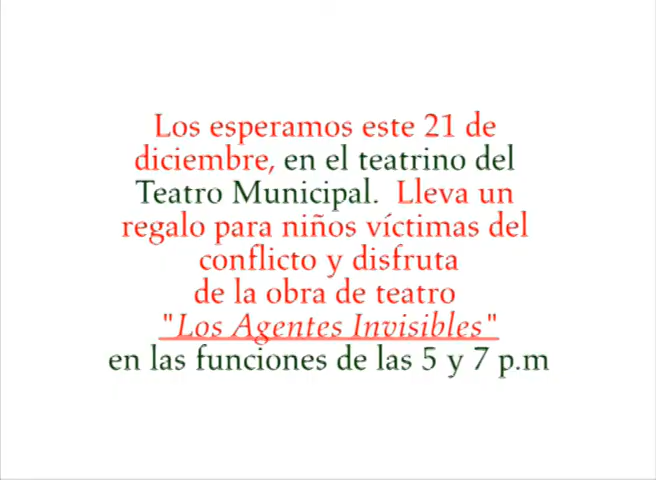 Los esperamos este 21 de
diciembre, en el teatrino del
Teatro Municipal.  Lleva un
regalo para niños víctimas del
conflicto y disfruta
de la obra de teatro
"Los Agentes Invisibles"
en las funciones de las 5 y 7 p.m